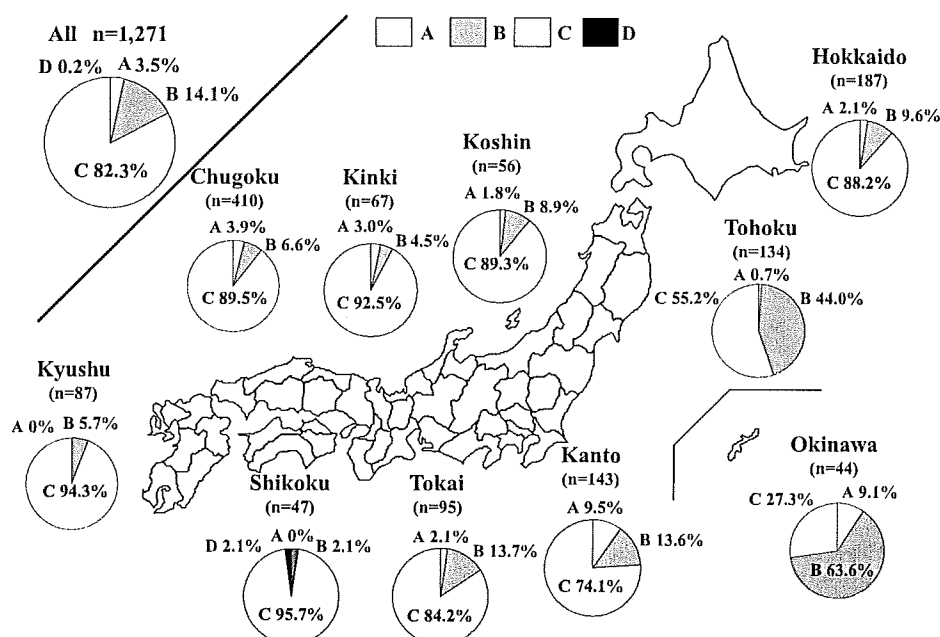 All n=1,271
D 0.2% A 3.5%
B 14.1%
C 82.3%
A B C D
Hokkaido
(n=187)
A 2.1% B 9.6%
C 88.2%
Koshin
(n=56)
A 1.8%
B 8.9%
C 89.3%
Chugoku
(n=410)
A 3.9%
B 6.6%
C 89.5%
Kinki
(n=67)
A 3.0%
B 4.5%
C 92.5%
Tohoku
(n=134)
A 0.7%
C 55.2% B 44.0%
Kyushu
(n=87)
A 0% B 5.7%
C 94.3%
Shikoku
(n=47)
A 0%
D 2.1% B 2.1%
C 95.7%
Tokai
(n=95)
A 2.1%
B 13.7%
C 84.2%
Kanto
(n=143)
A 9.5%
B 13.6%
C 74.1%
Okinawa
(n=44)
C 27.3% A 9.1%
B 63.6%